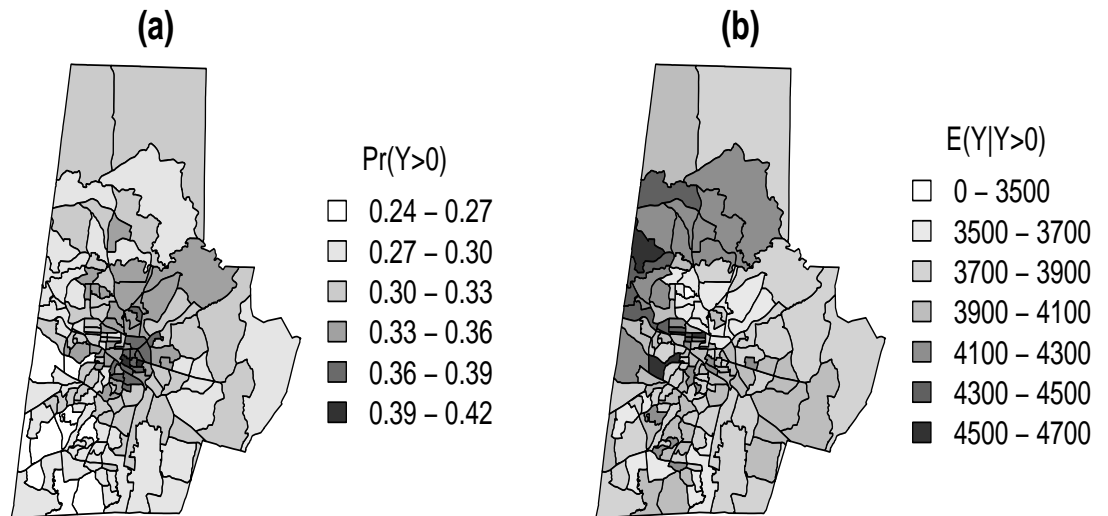 (a)
Pr(Y>0)
0.24 – 0.27
0.27 – 0.30
0.30 – 0.33
0.33 – 0.36
0.36 – 0.39
0.39 – 0.42
(b)
E(Y|Y>0)
0 – 3500
3500 – 3700
3700 – 3900
3900 – 4100
4100 – 4300
4300 – 4500
4500 – 4700